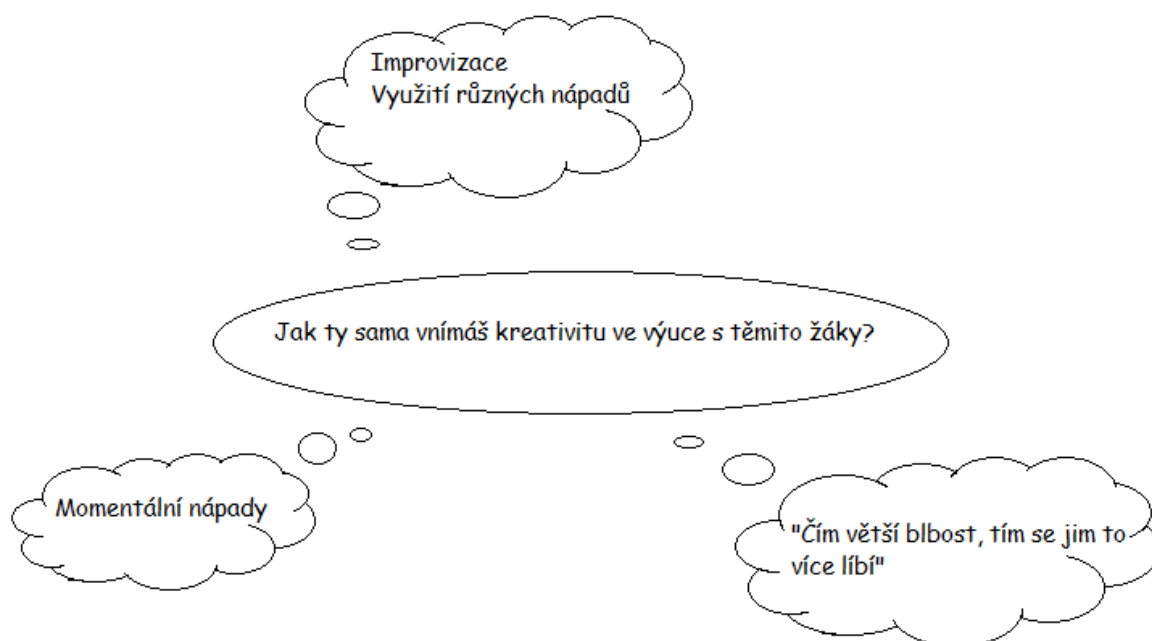 Improvizace
Využití různých nápadů
Jak ty sama vnímáš kreativitu ve výuce s těmito žáky?
Momentální nápady
"Čím větší blbost, tím se jim to
více líbí"